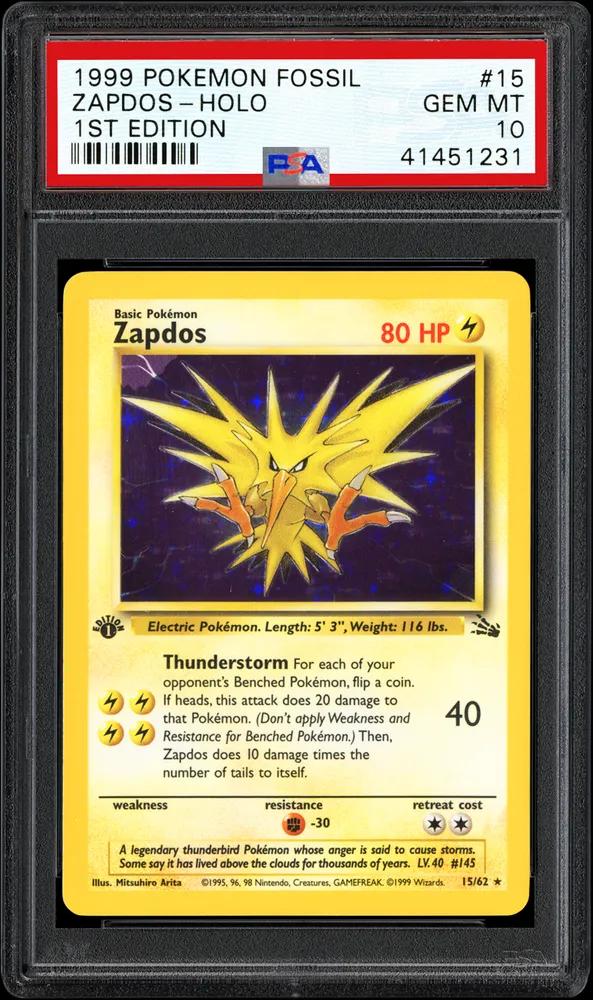 1999 POKEMON FOSSIL #15
ZAPDOS – HOLO GEM MT
1ST EDITION 10
PSA 41451231
Basic Pokémon
Zapdos 80 HP
EDITION 1
Electric Pokémon. Length: 5' 3", Weight: 116 lbs.
Thunderstorm For each of your
opponent's Benched Pokémon, flip a coin.
If heads, this attack does 20 damage to
that Pokémon. (Don't apply Weakness and
Resistance for Benched Pokémon.) Then,
Zapdos does 10 damage times the
number of tails to itself.
40
weakness resistance retreat cost
-30
A legendary thunderbird Pokémon whose anger is said to cause storms.
Some say it has lived above the clouds for thousands of years. LV. 40 #145
Illus. Mitsuhiro Arita ©1995, 96, 98 Nintendo, Creatures, GAMEFREAK. ©1999 Wizards. 15/62 ★
PSA